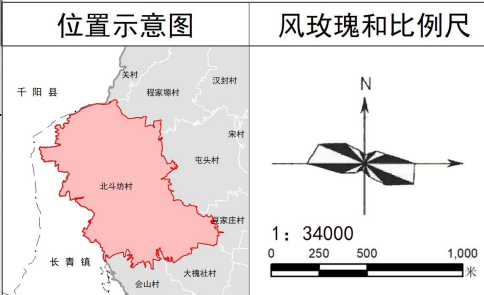 位置示意图
风玫瑰和比例尺
关村
汉封村
千阳县
程家塬村
宋村
屯头村
北斗坊村
豆家庄村
长青镇
大槐社村
会山村
N
1：34000
0 250 500 1,000
米